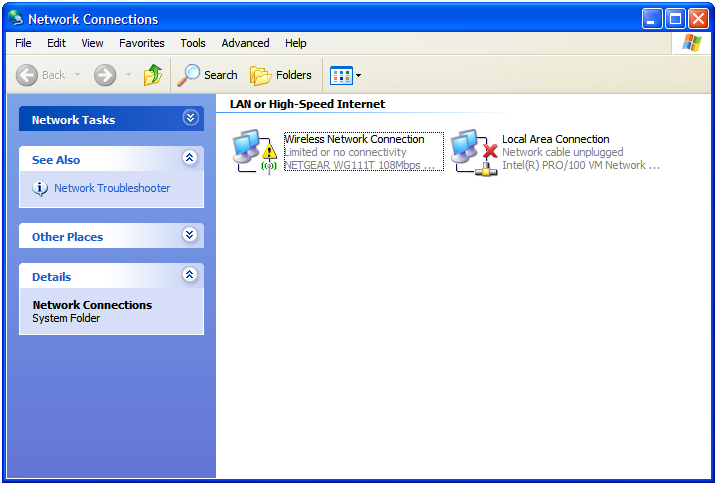 Network Connections
File Edit View Favorites Tools Advanced Help
Back Search Folders
Network Tasks
See Also
Network Troubleshooter
Other Places
Details
Network Connections
System Folder
LAN or High-Speed Internet
Wireless Network Connection
Limited or no connectivity
NETGEAR WG111T 108Mbps ...
Local Area Connection
Network cable unplugged
Intel(R) PRO/100 VM Network ...